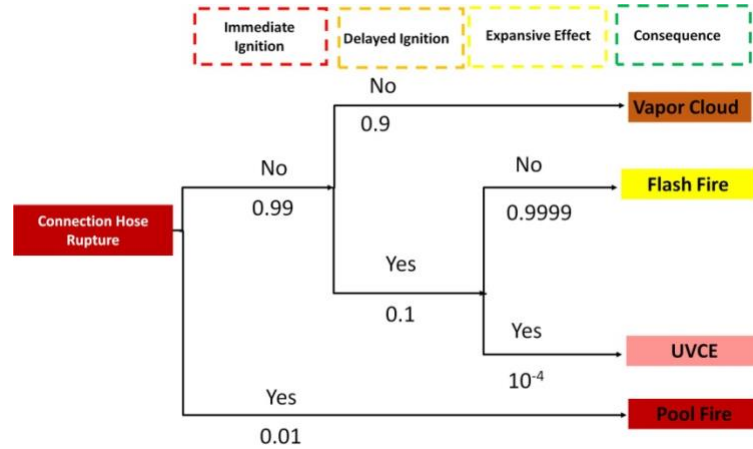 Immediate
Ignition
Delayed Ignition
Expansive Effect
Consequence
No
0.9
Vapor Cloud
No
0.99
No
0.9999
Flash Fire
Connection Hose
Rupture
Yes
0.1
Yes
10⁻⁴
UVCE
Yes
0.01
Pool Fire